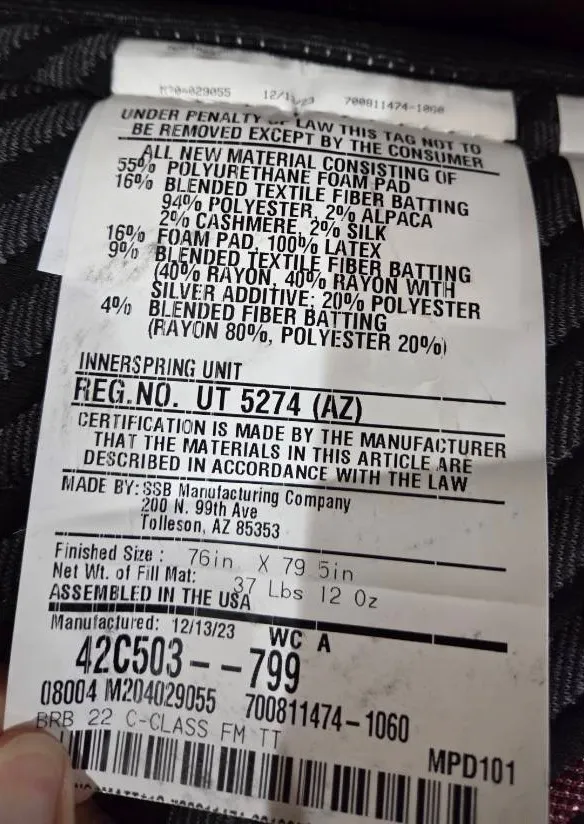 700811474-1060
UNDER PENALTY OF LAW THIS TAG NOT TO
BE REMOVED EXCEPT BY THE CONSUMER
ALL NEW MATERIAL CONSISTING OF
55% POLYURETHANE FOAM PAD
16% BLENDED TEXTILE FIBER BATTING
94% POLYESTER, 2% ALPACA
2% CASHMERE, 2% SILK
16% FOAM PAD, 100% LATEX
9% BLENDED TEXTILE FIBER BATTING
(40% RAYON, 40% RAYON WITH
SILVER ADDITIVE; 20% POLYESTER
4% BLENDED FIBER BATTING
(RAYON 80%, POLYESTER 20%)
INNERSPRING UNIT
REG.NO. UT 5274 (AZ)
CERTIFICATION IS MADE BY THE MANUFACTURER
THAT THE MATERIALS IN THIS ARTICLE ARE
DESCRIBED IN ACCORDANCE WITH THE LAW
MADE BY: SSB Manufacturing Company
200 N. 99th Ave
Tolleson, AZ 85353
Finished Size : 76in X 79 5in
Net Wt. of Fill Mat: 37 Lbs 12 Oz
ASSEMBLED IN THE USA
Manufactured: 12/13/23 WC A
42C503--799
08004 M204029055 700811474-1060
BRB 22 C-CLASS FM TT
MPD101